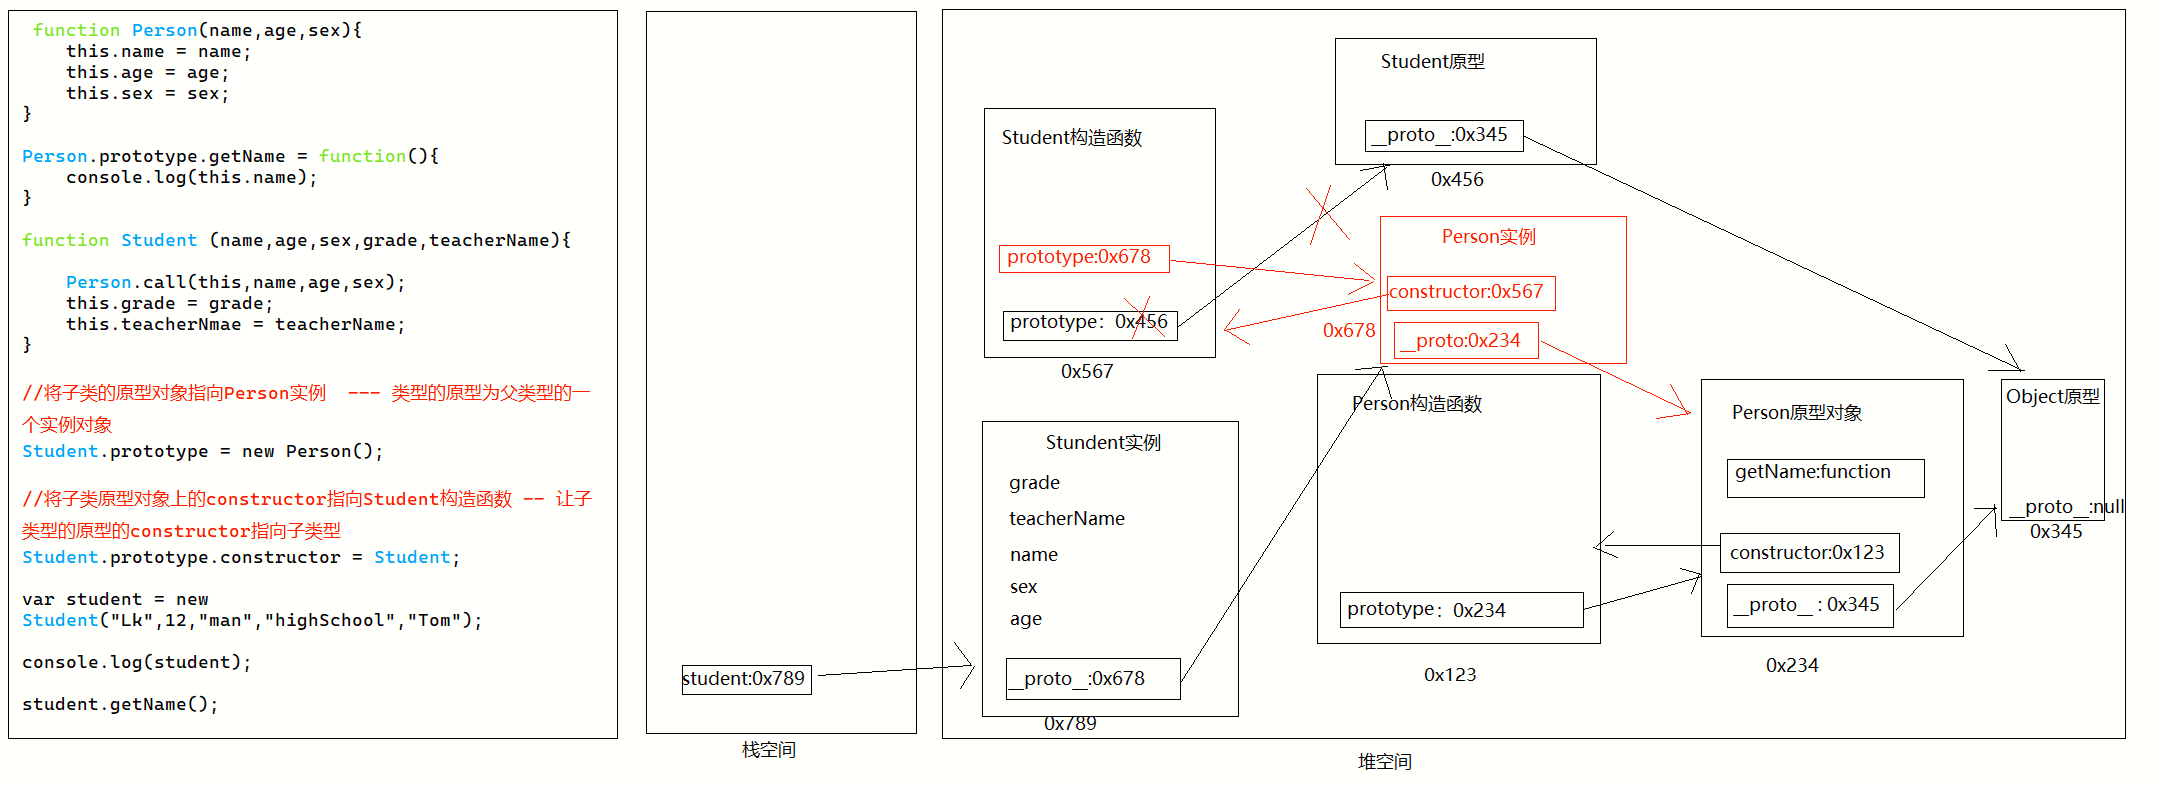 function Person(name,age,sex){
this.name = name;
this.age = age;
this.sex = sex;
}
Person.prototype.getName = function(){
console.log(this.name);
}
function Student (name,age,sex,grade,teacherName){
Person.call(this,name,age,sex);
this.grade = grade;
this.teacherNmae = teacherName;
}
//将子类的原型对象指向Person实例 --- 类型的原型为父类型的一
个实例对象
Student.prototype = new Person();
//将子类原型对象上的constructor指向Student构造函数 -- 让子
类型的原型的constructor指向子类型
Student.prototype.constructor = Student;
var student = new
Student("Lk",12,"man","highSchool","Tom");
console.log(student);
student.getName();
student:0x789
栈空间
Student构造函数
prototype:0x678
prototype：0x456
0x567
Stundent实例
grade
teacherName
name
sex
age
__proto__:0x678
0x789
Student原型
__proto__:0x345
0x456
Person实例
constructor:0x567
__proto:0x234
0x678
Person构造函数
prototype：0x234
0x123
Person原型对象
getName:function
constructor:0x123
__proto__ : 0x345
0x234
Object原型
__proto__:null
0x345
堆空间